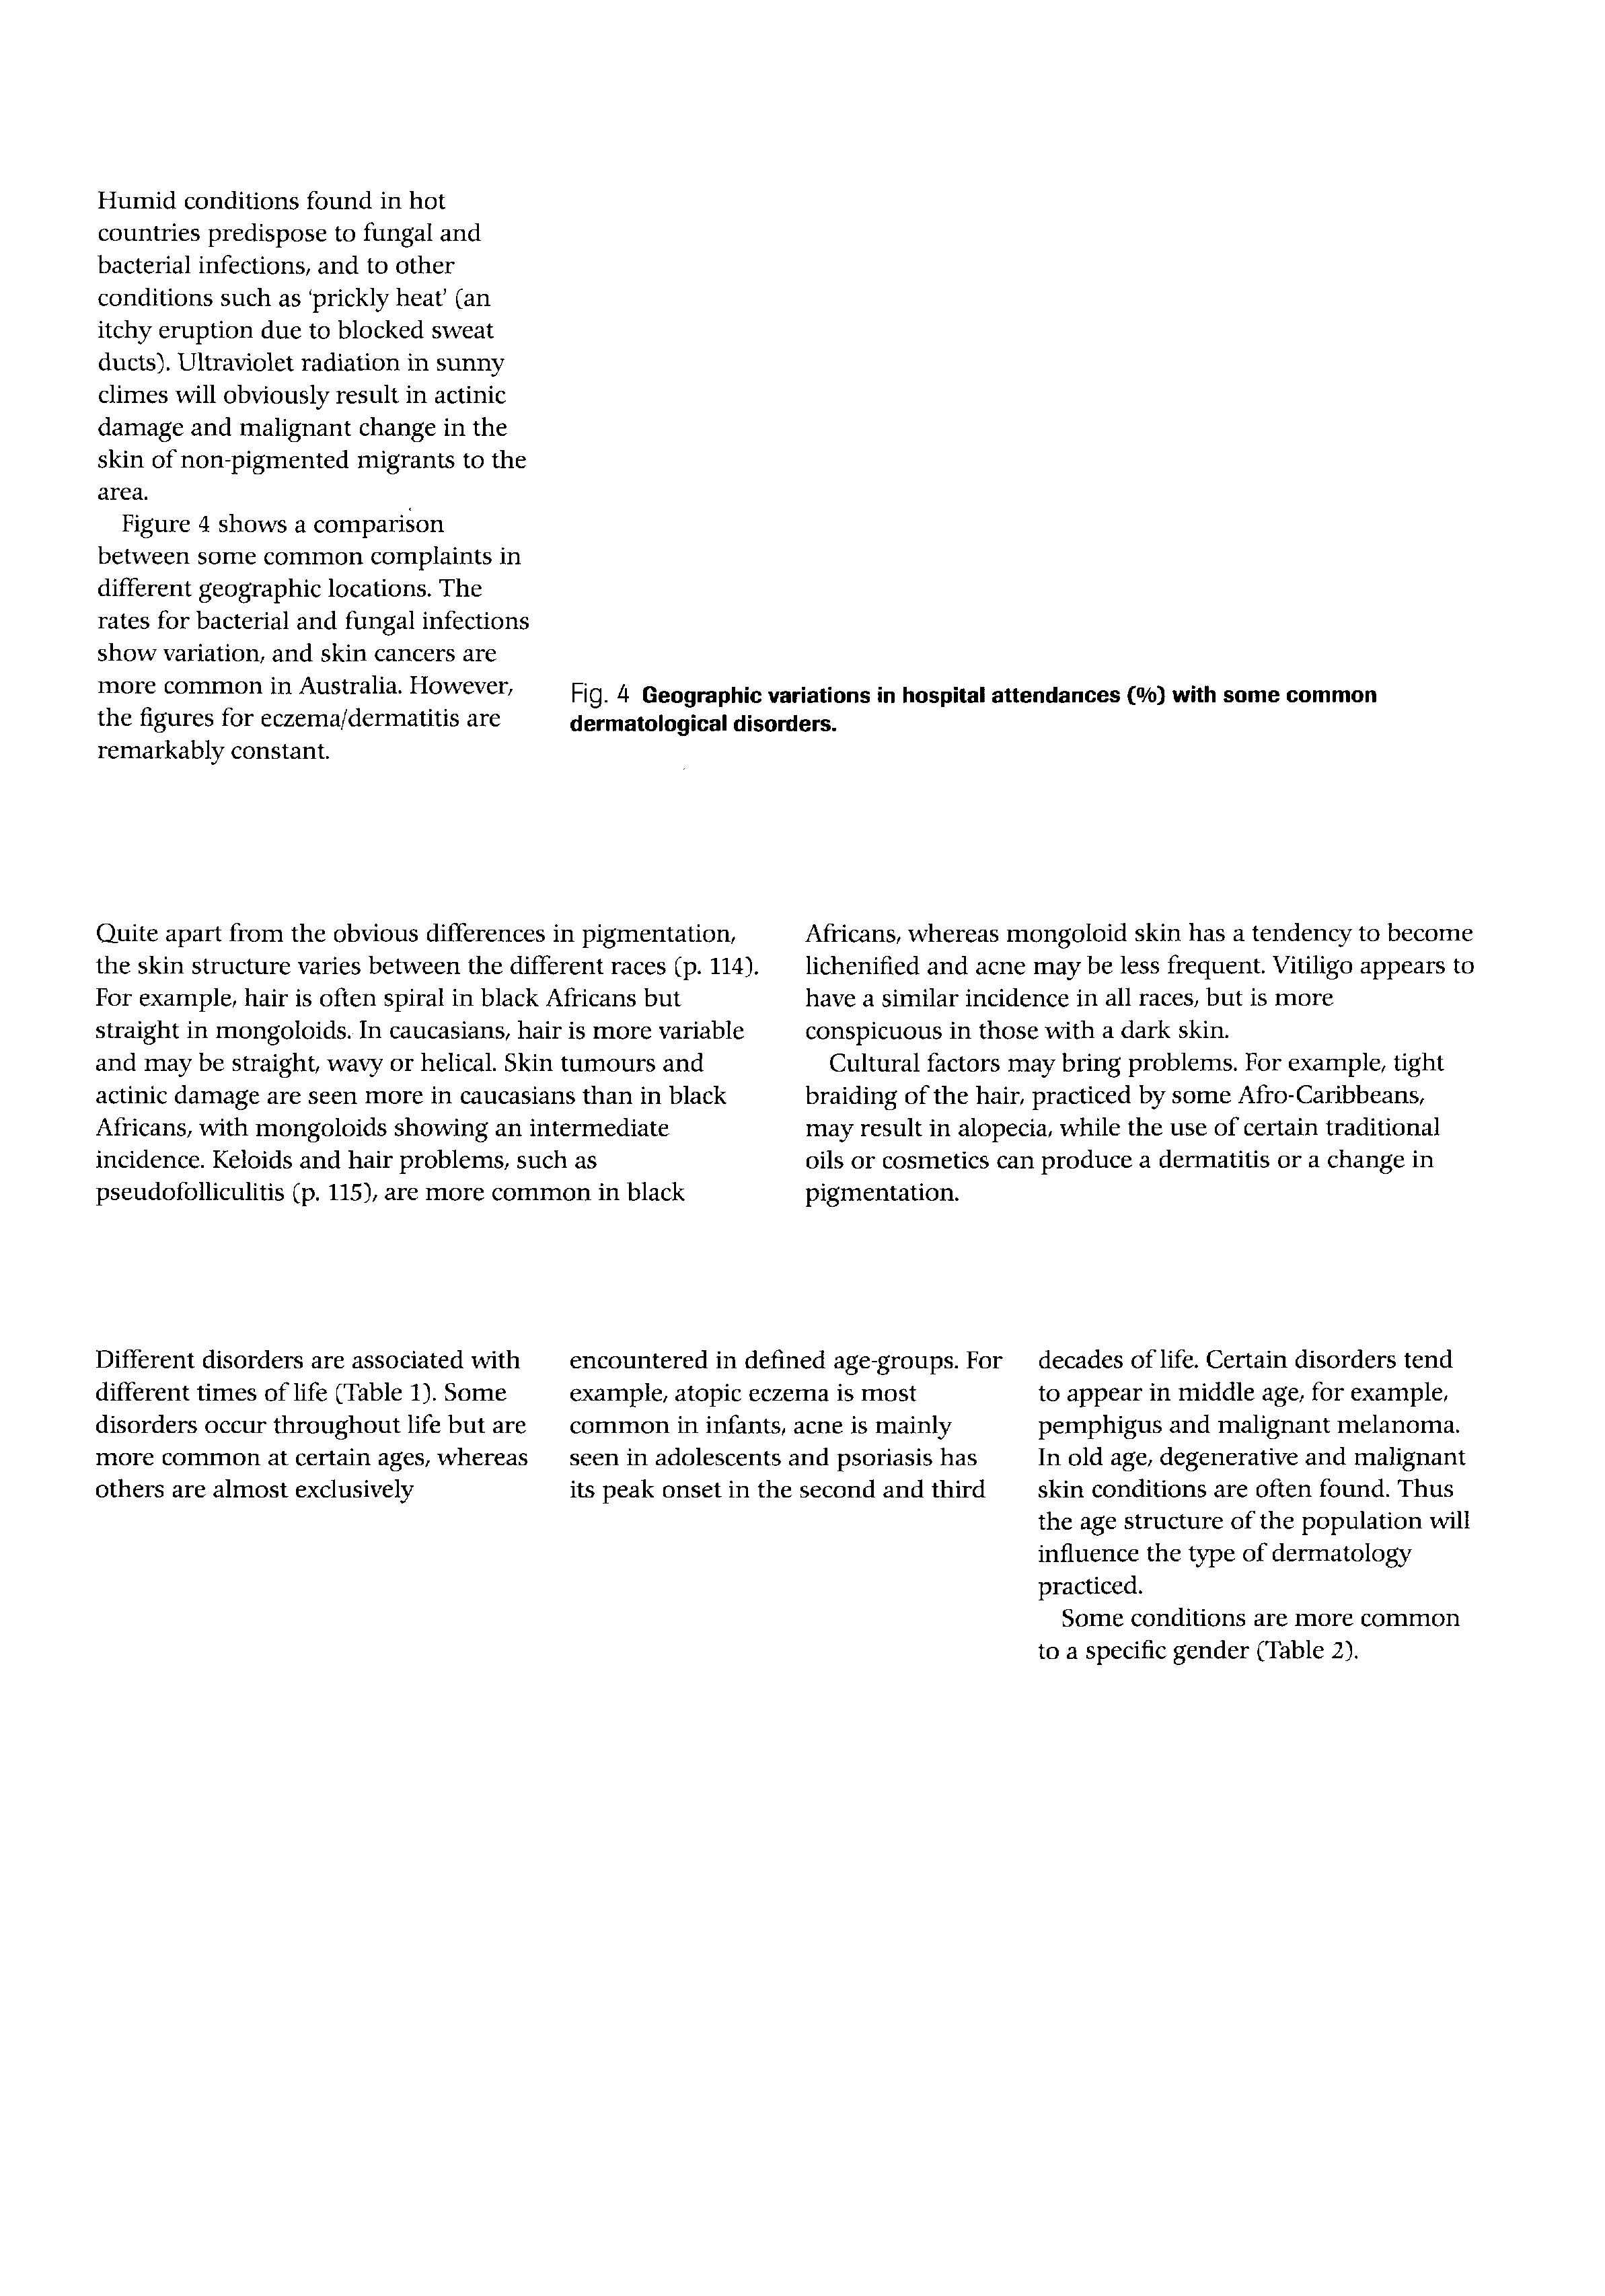 Humid conditions found in hot
countries predispose to fungal and
bacterial infections, and to other
conditions such as ‘prickly heat’ (an
itchy eruption due to blocked sweat
ducts). Ultraviolet radiation in sunny
climes will obviously result in actinic
damage and malignant change in the
skin of non-pigmented migrants to the
area.
Figure 4 shows a comparison
between some common complaints in
different geographic locations. The
rates for bacterial and fungal infections
show variation, and skin cancers are
more common in Australia. However,
the figures for eczema/dermatitis are
remarkably constant.
Fig. 4 Geographic variations in hospital attendances (%) with some common
dermatological disorders.
Quite apart from the obvious differences in pigmentation,
the skin structure varies between the different races (p. 114).
For example, hair is often spiral in black Africans but
straight in mongoloids. In caucasians, hair is more variable
and may be straight, wavy or helical. Skin tumours and
actinic damage are seen more in caucasians than in black
Africans, with mongoloids showing an intermediate
incidence. Keloids and hair problems, such as
pseudofolliculitis (p. 115), are more common in black
Africans, whereas mongoloid skin has a tendency to become
lichenified and acne may be less frequent. Vitiligo appears to
have a similar incidence in all races, but is more
conspicuous in those with a dark skin.
Cultural factors may bring problems. For example, tight
braiding of the hair, practiced by some Afro-Caribbeans,
may result in alopecia, while the use of certain traditional
oils or cosmetics can produce a dermatitis or a change in
pigmentation.
Different disorders are associated with
different times of life (Table 1). Some
disorders occur throughout life but are
more common at certain ages, whereas
others are almost exclusively
encountered in defined age-groups. For
example, atopic eczema is most
common in infants, acne is mainly
seen in adolescents and psoriasis has
its peak onset in the second and third
decades of life. Certain disorders tend
to appear in middle age, for example,
pemphigus and malignant melanoma.
In old age, degenerative and malignant
skin conditions are often found. Thus
the age structure of the population will
influence the type of dermatology
practiced.
Some conditions are more common
to a specific gender (Table 2).